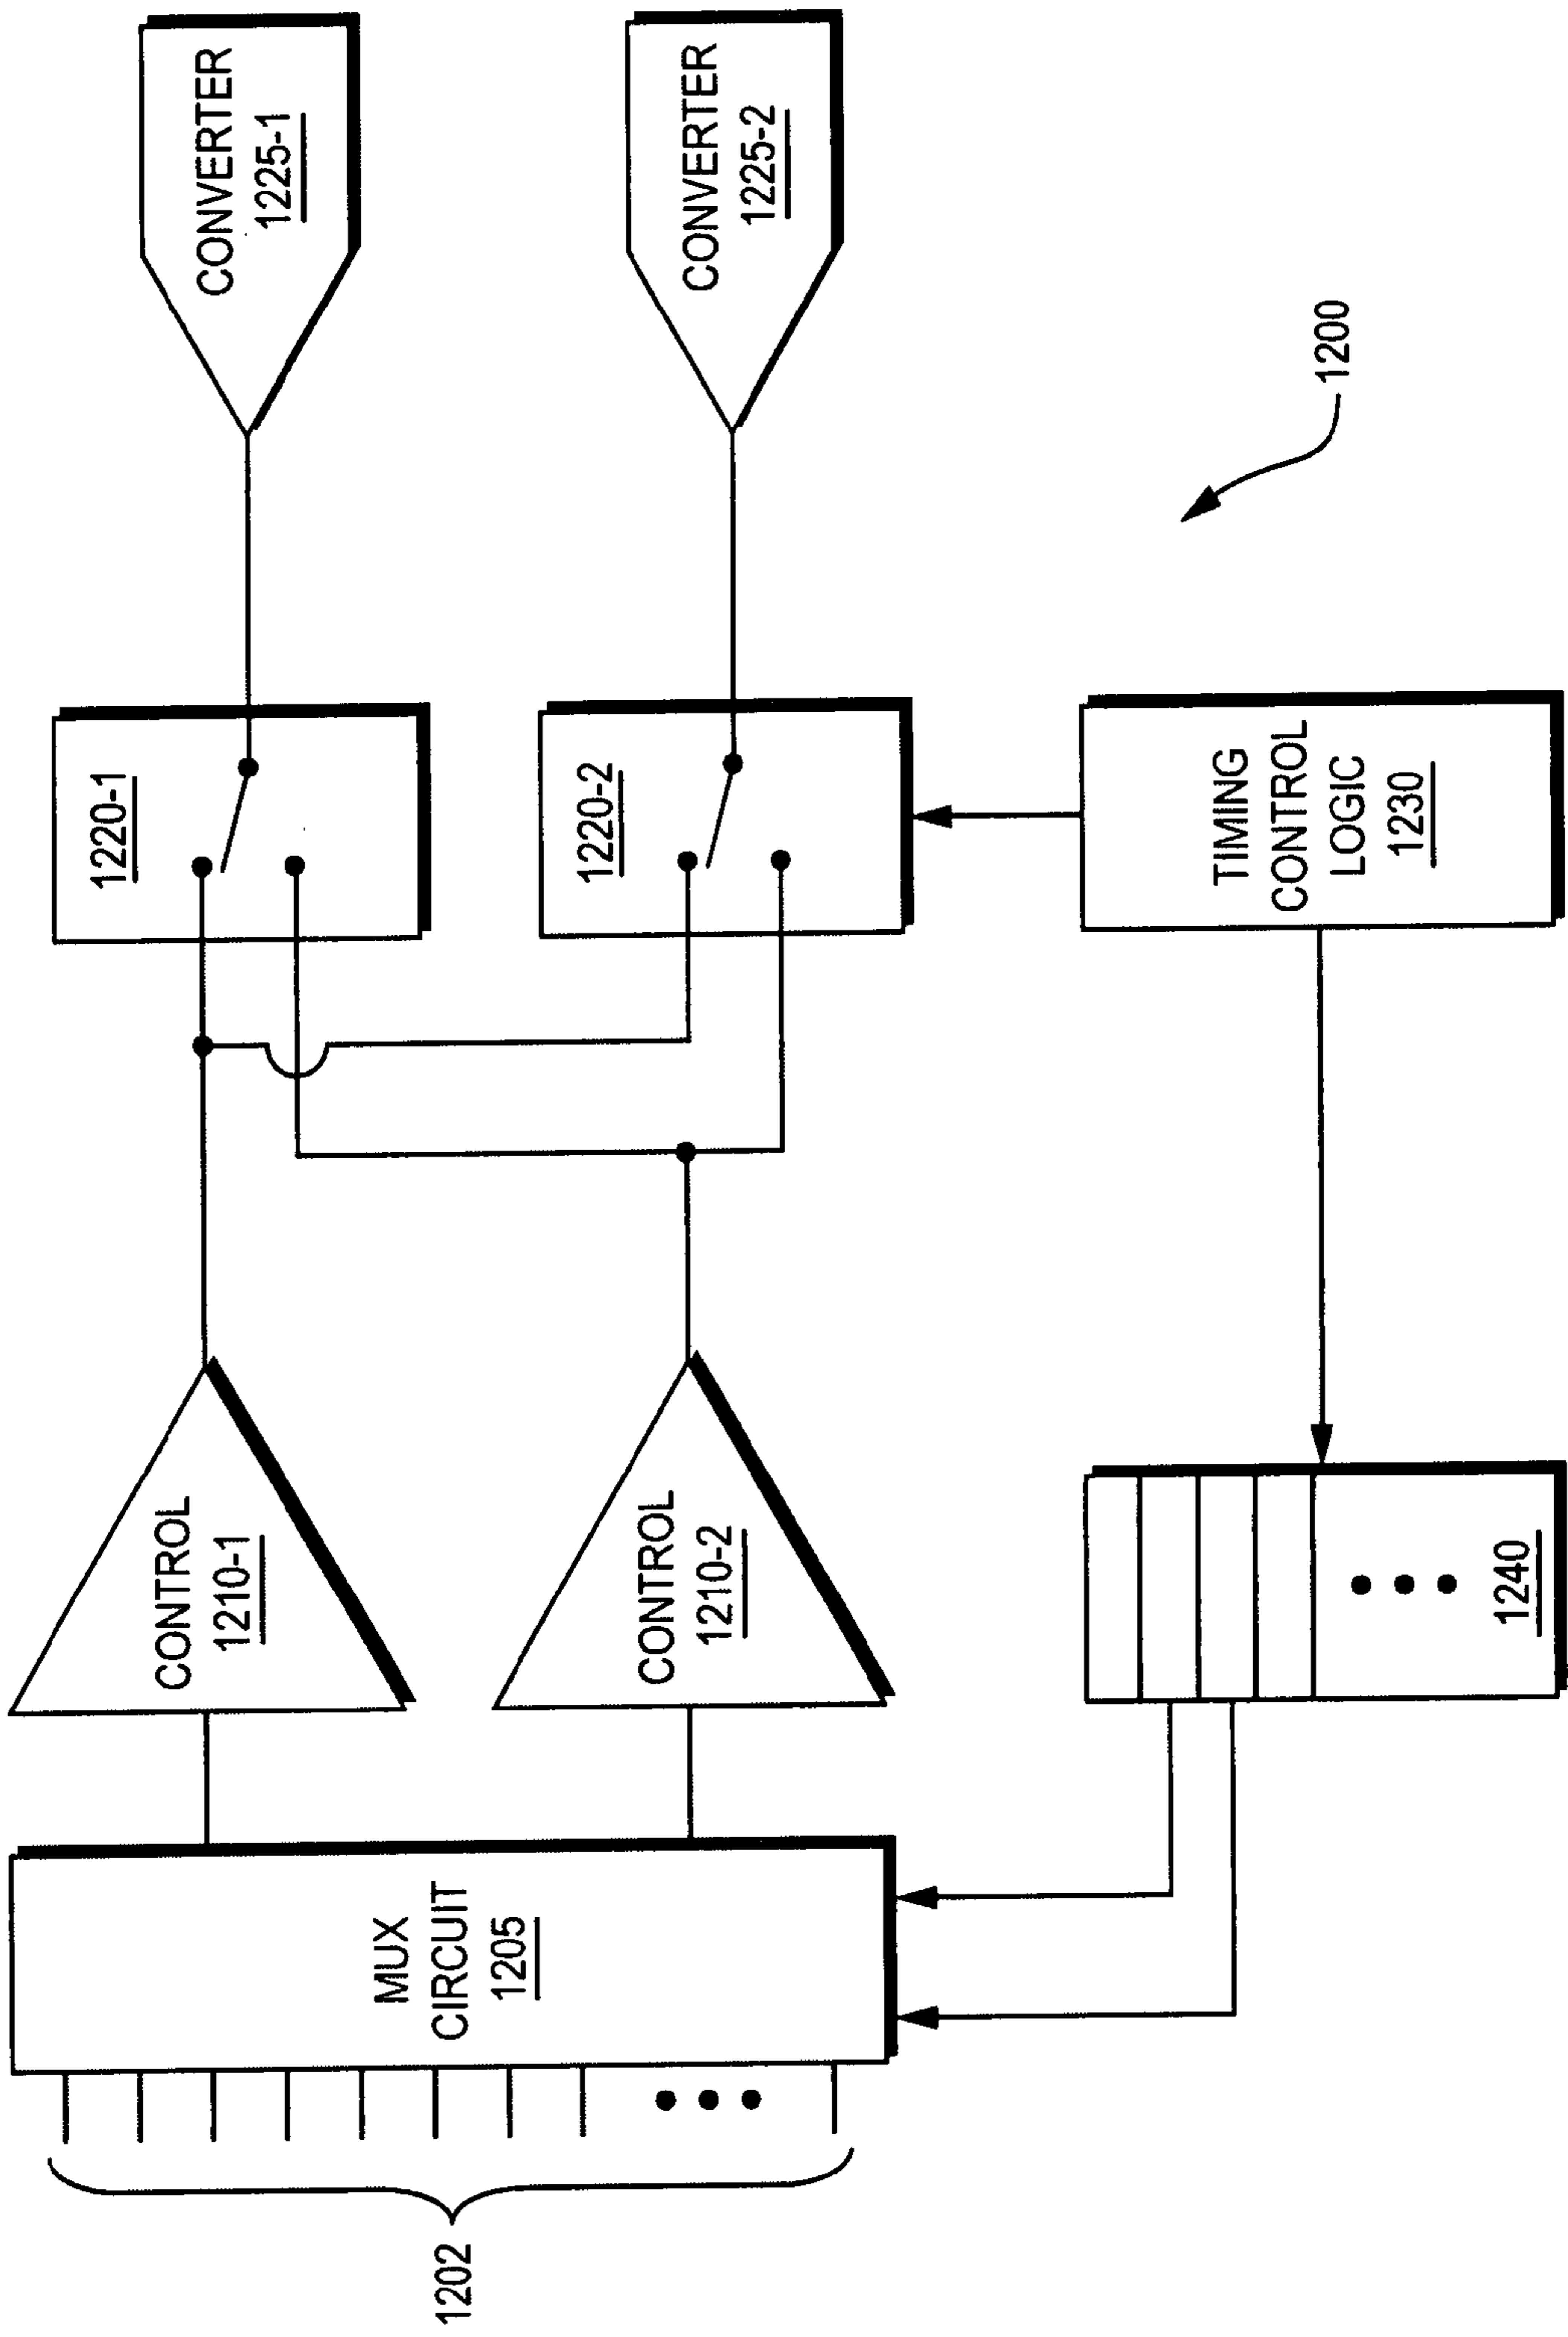 1202
MUX
CIRCUIT
1205
CONTROL
1210-1
CONTROL
1210-2
1220-1
1220-2
CONVERTER
1225-1
CONVERTER
1225-2
TIMING
CONTROL
LOGIC
1230
1240
1200